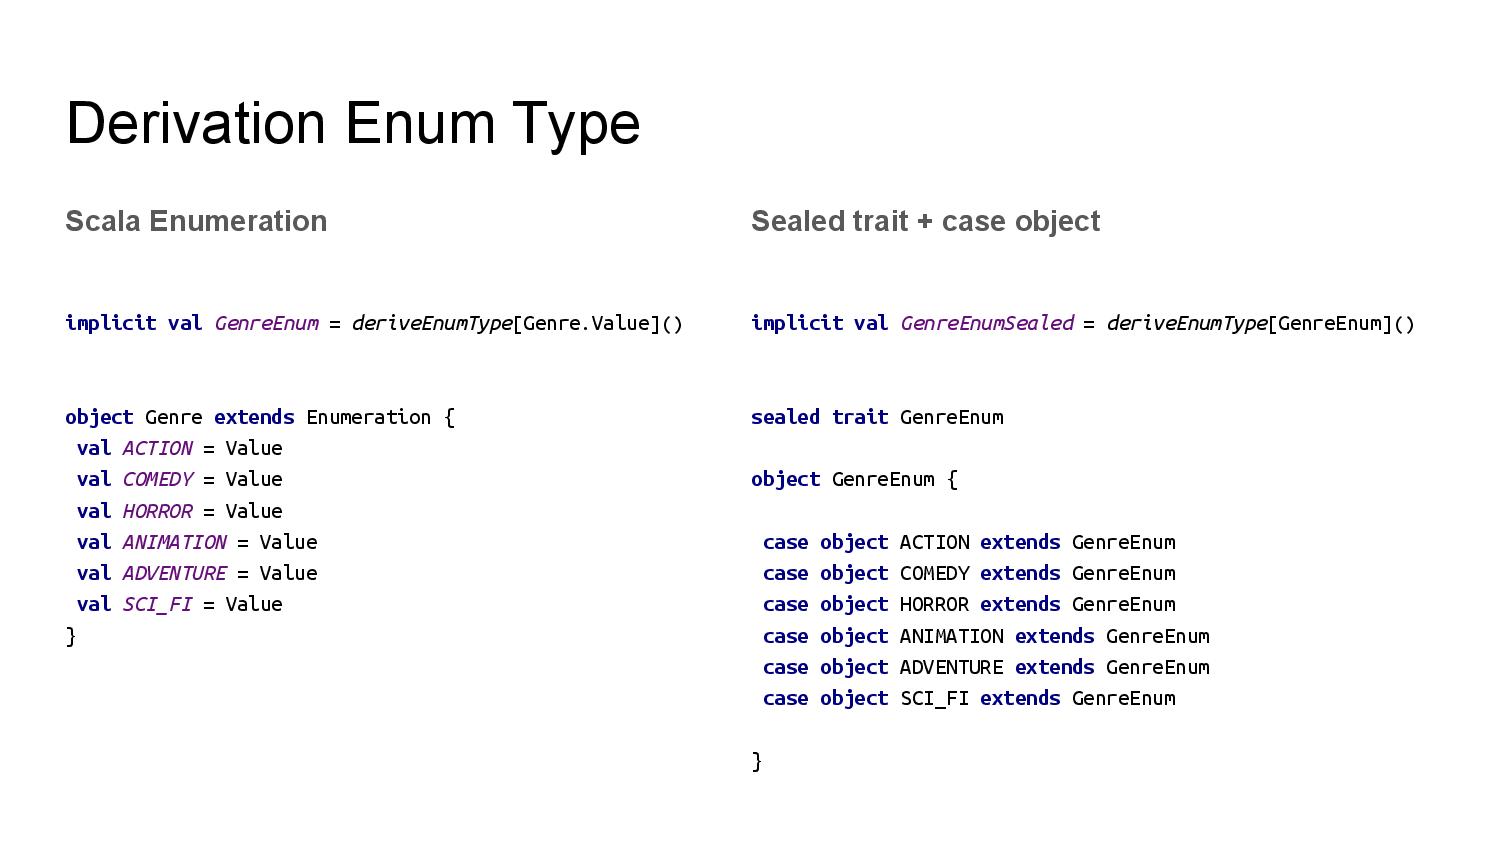 Derivation Enum Type
Scala Enumeration
implicit val GenreEnum = deriveEnumType[Genre.Value]()
object Genre extends Enumeration {
val ACTION = Value
val COMEDY = Value
val HORROR = Value
val ANIMATION = Value
val ADVENTURE = Value
val SCI_FI = Value
}
Sealed trait + case object
implicit val GenreEnumSealed = deriveEnumType[GenreEnum]()
sealed trait GenreEnum
object GenreEnum {
case object ACTION extends GenreEnum
case object COMEDY extends GenreEnum
case object HORROR extends GenreEnum
case object ANIMATION extends GenreEnum
case object ADVENTURE extends GenreEnum
case object SCI_FI extends GenreEnum
}